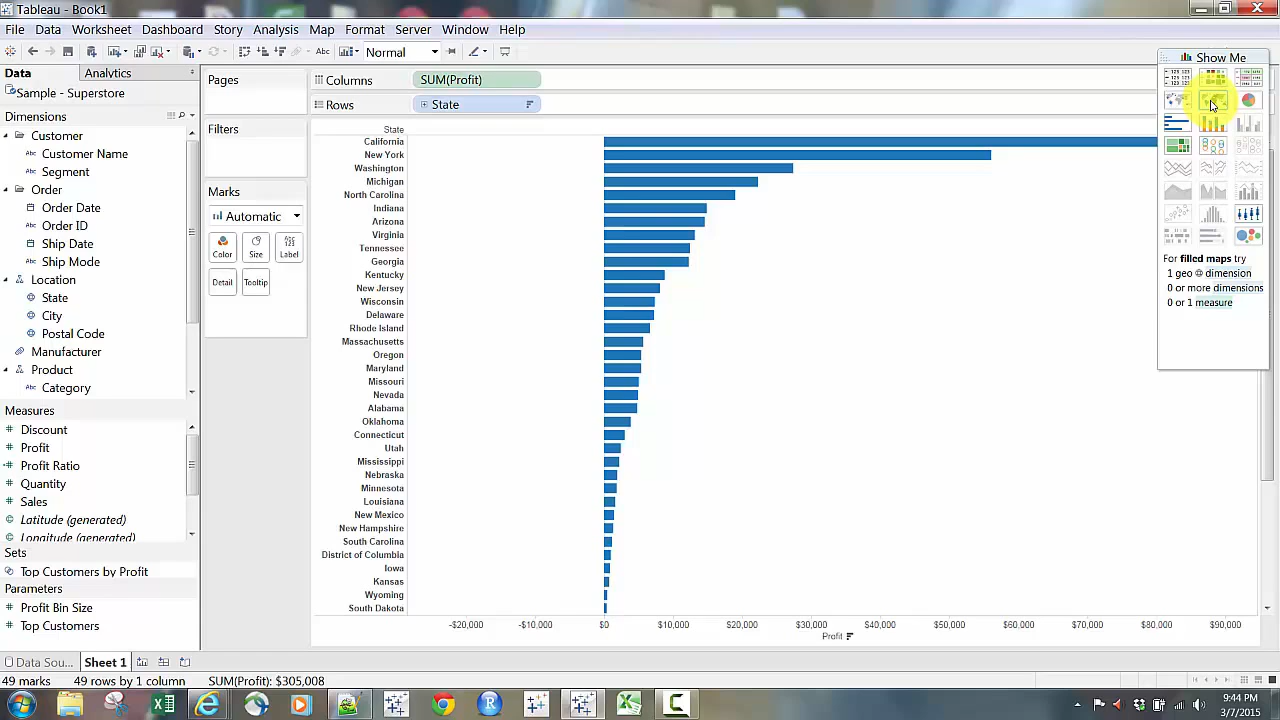 Tableau - Book1
File Data Worksheet Dashboard Story Analysis Map Format Server Window Help
Abc Normal
Data Analytics
Sample - Superstore
Dimensions
Customer
Abc Customer Name
Abc Segment
Order
Order Date
Abc Order ID
Ship Date
Abc Ship Mode
Location
State
City
Postal Code
Manufacturer
Product
Abc Category
Measures
# Discount
# Profit
# Profit Ratio
# Quantity
# Sales
Latitude (generated)
Longitude (generated)
Sets
Top Customers by Profit
Parameters
# Profit Bin Size
# Top Customers
Pages
Filters
Marks
Automatic
Color Size Label
Detail Tooltip
Columns SUM(Profit)
Rows State
State
California
New York
Washington
Michigan
North Carolina
Indiana
Arizona
Virginia
Tennessee
Georgia
Kentucky
New Jersey
Wisconsin
Delaware
Rhode Island
Massachusetts
Oregon
Maryland
Missouri
Nevada
Alabama
Oklahoma
Connecticut
Utah
Mississippi
Nebraska
Minnesota
Louisiana
New Mexico
New Hampshire
South Carolina
District of Columbia
Iowa
Kansas
Wyoming
South Dakota
-$20,000 -$10,000 $0 $10,000 $20,000 $30,000 $40,000 $50,000 $60,000 $70,000 $80,000 $90,000
Profit
Show Me
For filled maps try
1 geo dimension
0 or more dimensions
0 or 1 measure
Data Sou... Sheet 1
49 marks 49 rows by 1 column SUM(Profit): $305,008
9:44 PM
3/7/2015